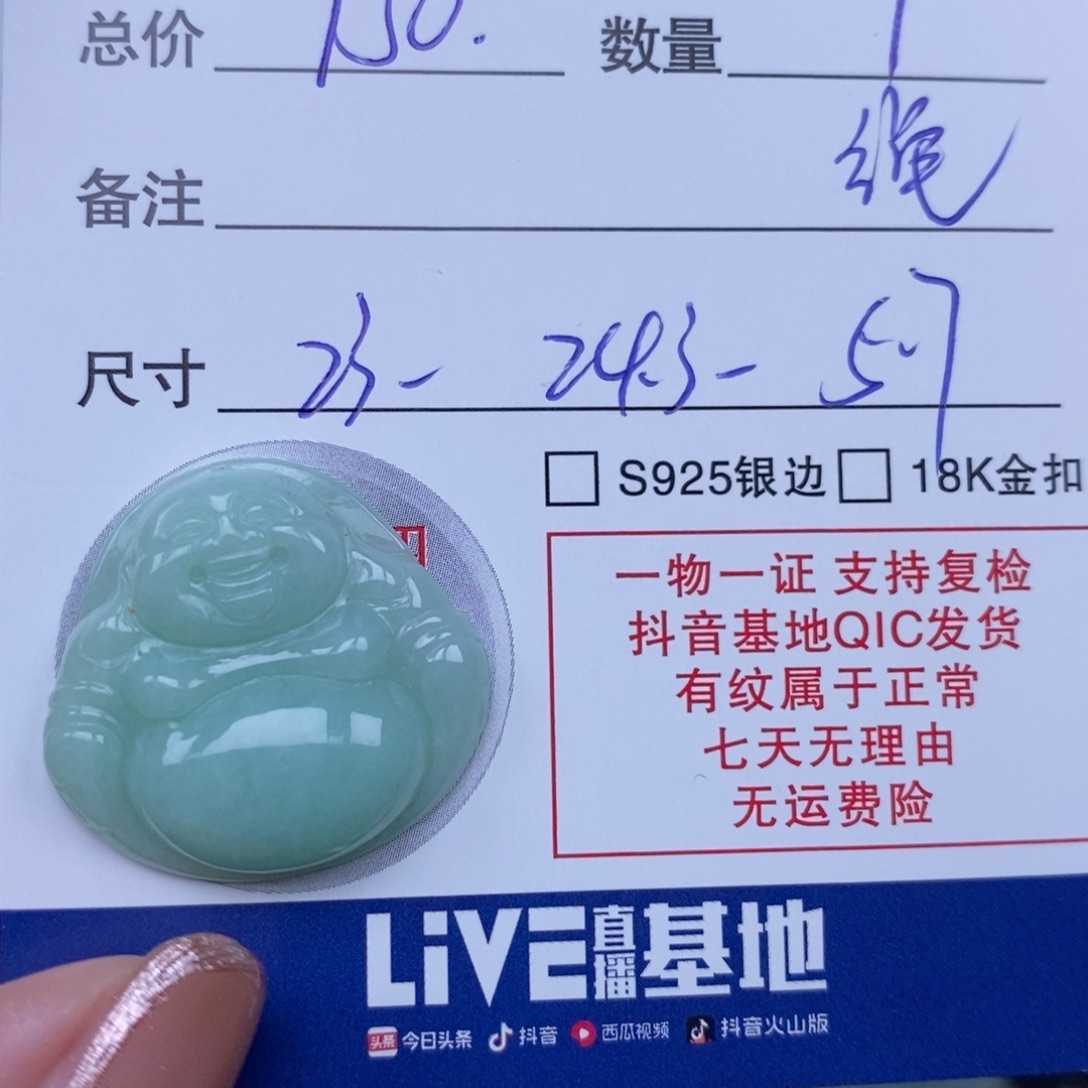 总价 150. 数量 1
绳
备注
尺寸 23- 24.3- 5.7
S925银边 18K金扣
一物一证 支持复检
抖音基地QIC发货
有纹属于正常
七天无理由
无运费险
LiVE直播基地
头条 今日头条 抖音 西瓜视频 抖音火山版